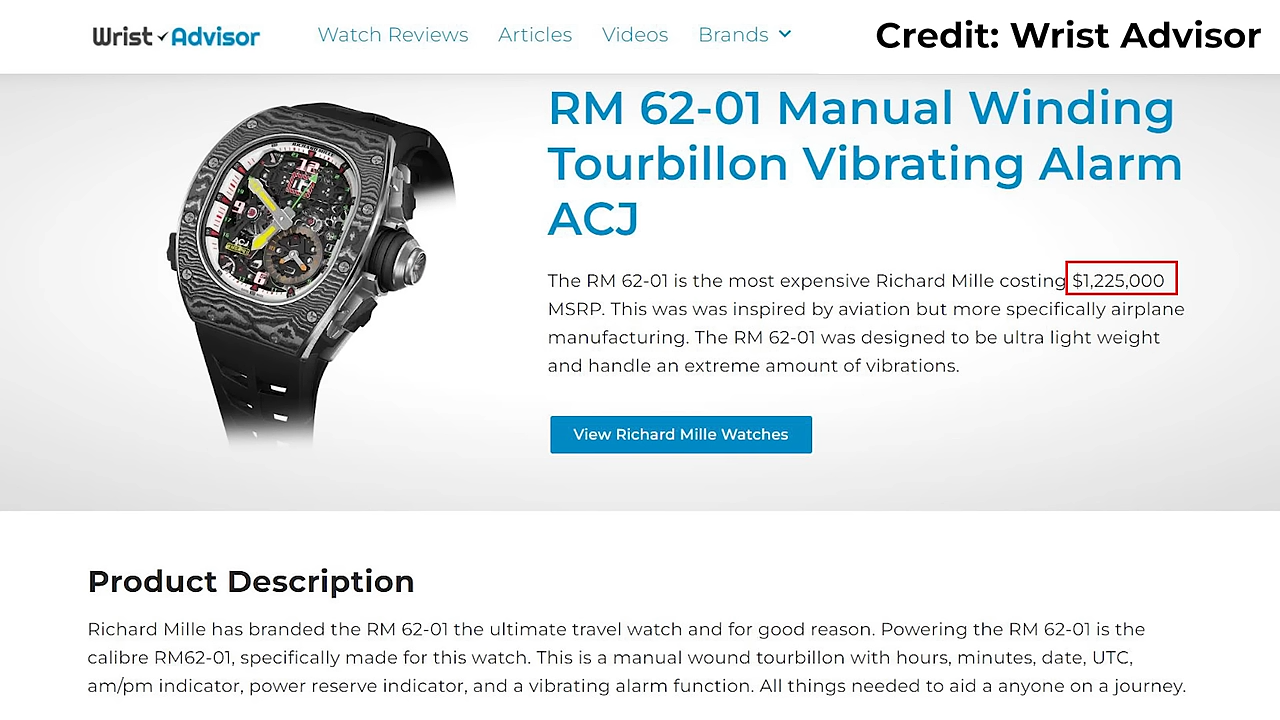 Wrist Advisor
Watch Reviews Articles Videos Brands
Credit: Wrist Advisor
RM 62-01 Manual Winding
Tourbillon Vibrating Alarm
ACJ
12
9
6
ACJ
The RM 62-01 is the most expensive Richard Mille costing $1,225,000
MSRP. This was was inspired by aviation but more specifically airplane
manufacturing. The RM 62-01 was designed to be ultra light weight
and handle an extreme amount of vibrations.
View Richard Mille Watches
Product Description
Richard Mille has branded the RM 62-01 the ultimate travel watch and for good reason. Powering the RM 62-01 is the
calibre RM62-01, specifically made for this watch. This is a manual wound tourbillon with hours, minutes, date, UTC,
am/pm indicator, power reserve indicator, and a vibrating alarm function. All things needed to aid a anyone on a journey.